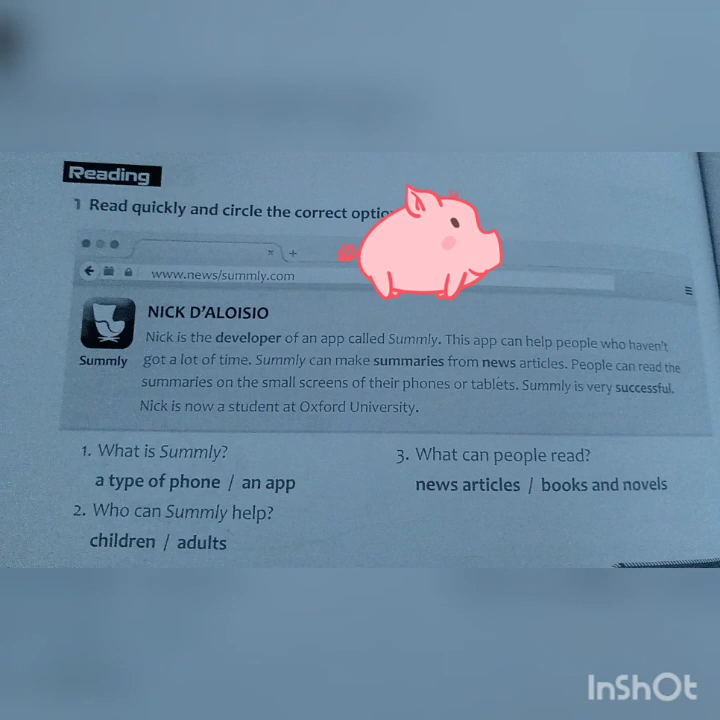 Reading
1 Read quickly and circle the correct
www.news/summly.com
NICK D'ALOISIO
Nick is the developer of an app called Summly. This app can help people who haven't
Summly
got a lot of time. Summly can make summaries from news articles. People can read the
summaries on the small screens of their phones or tablets. Summly is very successful.
Nick is now a student at Oxford University.
1. What is Summly?
a type of phone / an app
2. Who can Summly help?
children / adults
3. What can people read?
news articles / books and novels
InShOt